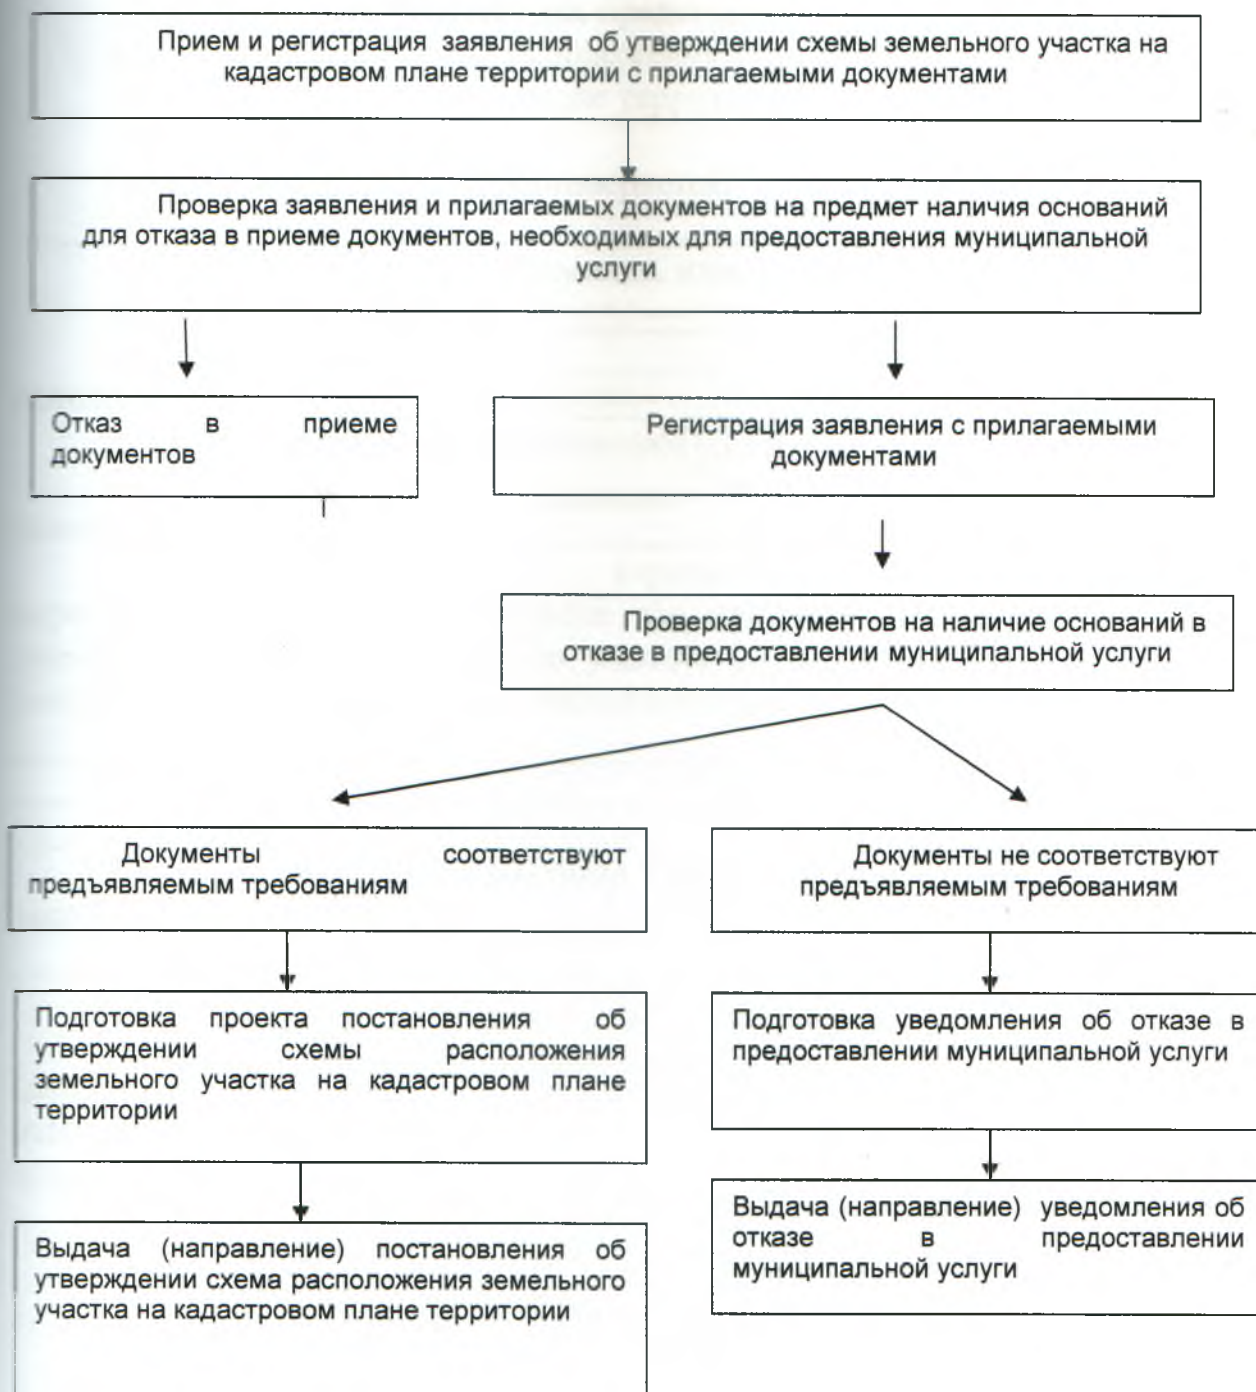 Прием и регистрация заявления об утверждении схемы земельного участка на
кадастровом плане территории с прилагаемыми документами
Проверка заявления и прилагаемых документов на предмет наличия оснований
для отказа в приеме документов, необходимых для предоставления муниципальной
услуги
Отказ в приеме
документов
Регистрация заявления с прилагаемыми
документами
Проверка документов на наличие оснований в
отказе в предоставлении муниципальной услуги
Документы соответствуют
предъявляемым требованиям
Документы не соответствуют
предъявляемым требованиям
Подготовка проекта постановления об
утверждении схемы расположения
земельного участка на кадастровом плане
территории
Подготовка уведомления об отказе в
предоставлении муниципальной услуги
Выдача (направление) постановления об
утверждении схема расположения земельного
участка на кадастровом плане территории
Выдача (направление) уведомления об
отказе в предоставлении
муниципальной услуги